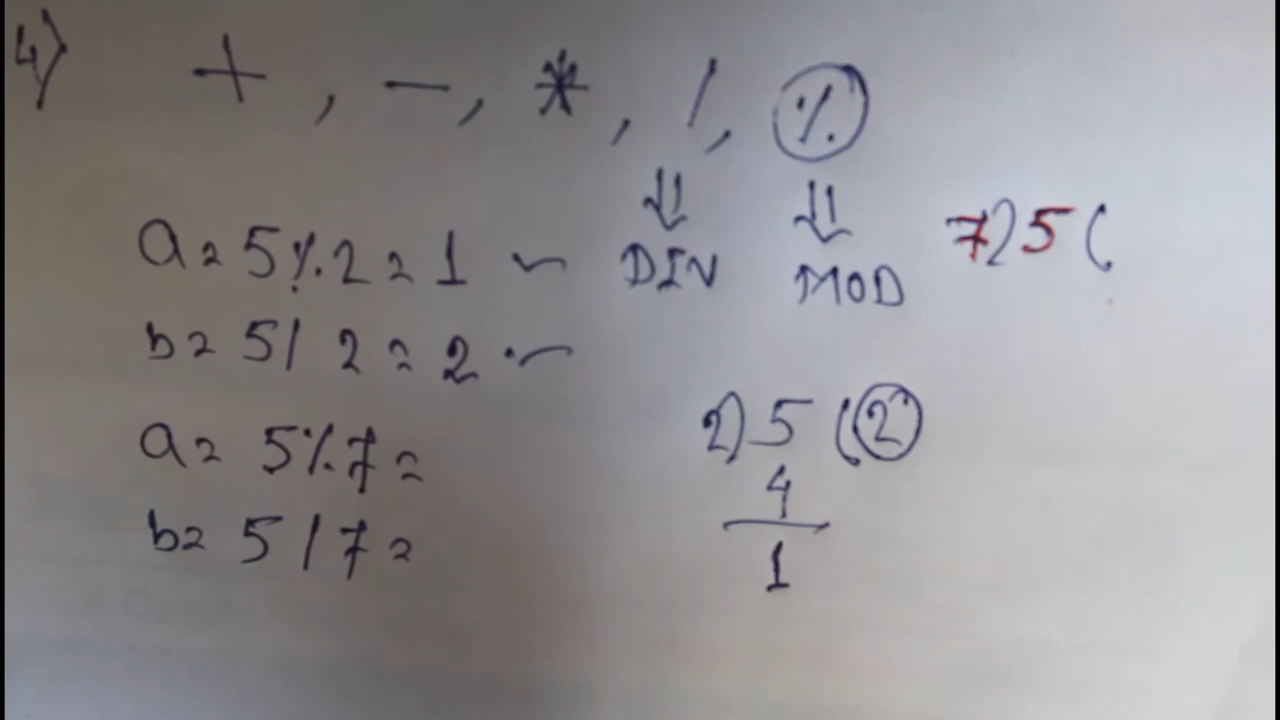 4) + , - , * , / , %
⇓ ⇓
DIV MOD
a = 5 % 2 = 1
b = 5 / 2 = 2
a = 5 % 7 =
b = 5 / 7 =
7) 5 (
2) 5 ( 2
4
1